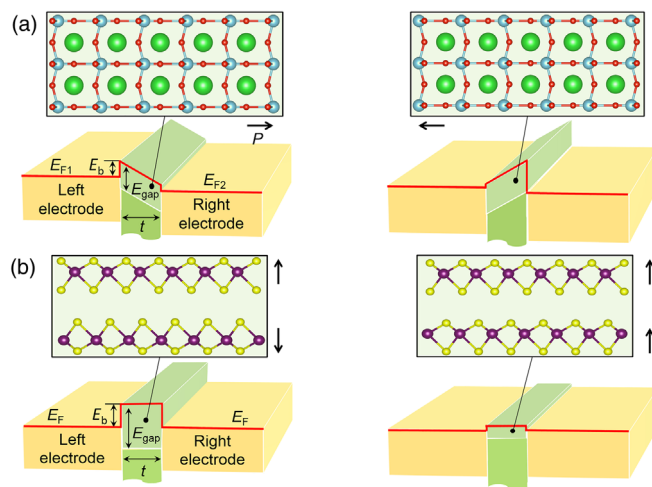 (a)
P
E_F1
E_b
E_F2
E_gap
Left
electrode
Right
electrode
t
(b)
E_F
E_b
E_F
E_gap
Left
electrode
Right
electrode
t